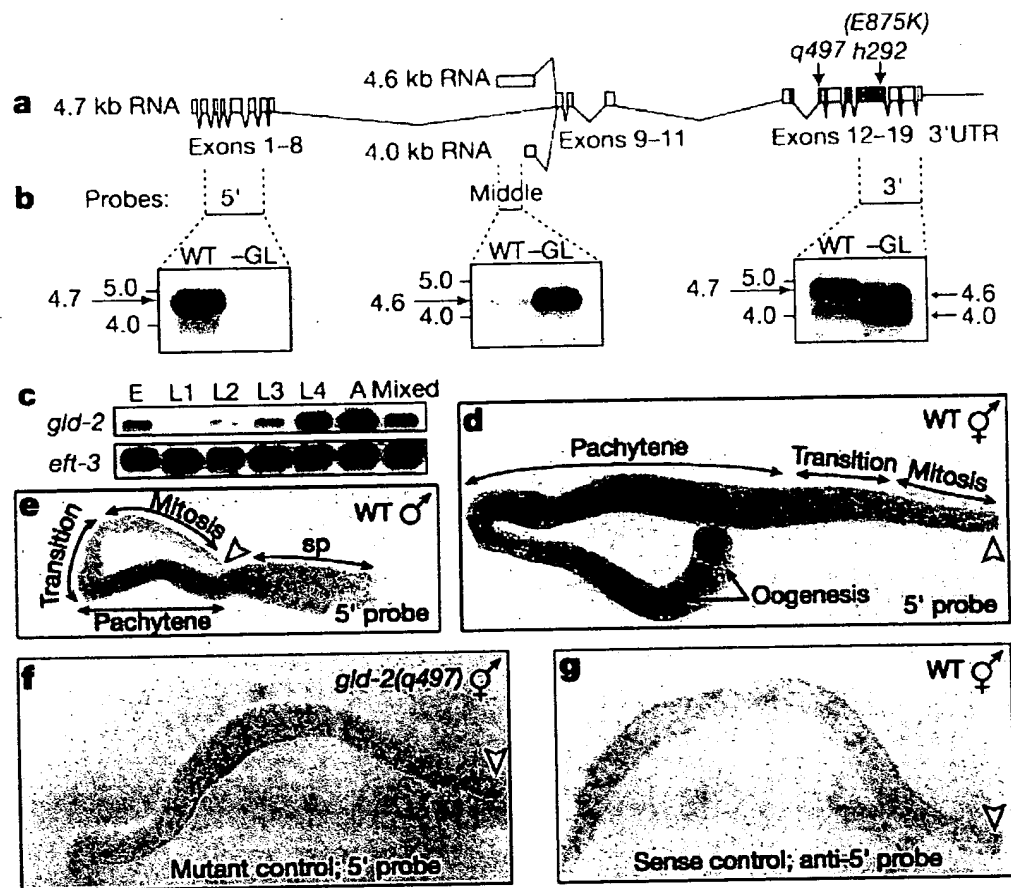 (E875K)
q497 h292
4.6 kb RNA
a 4.7 kb RNA
Exons 1–8
4.0 kb RNA
Exons 9–11
Exons 12–19 3'UTR
b Probes: 5' Middle 3'
WT –GL
5.0
4.7
4.0
WT –GL
5.0
4.6
4.0
WT –GL
5.0
4.7
4.0
4.6
4.0
c E L1 L2 L3 L4 A Mixed
gld-2
eft-3
d WT ⚥
Pachytene Transition Mitosis
Oogenesis
5' probe
e WT ♂
Mitosis
Transition
sp
Pachytene
5' probe
f gld-2(q497) ⚥
Mutant control; 5' probe
g WT ⚥
Sense control; anti-5' probe